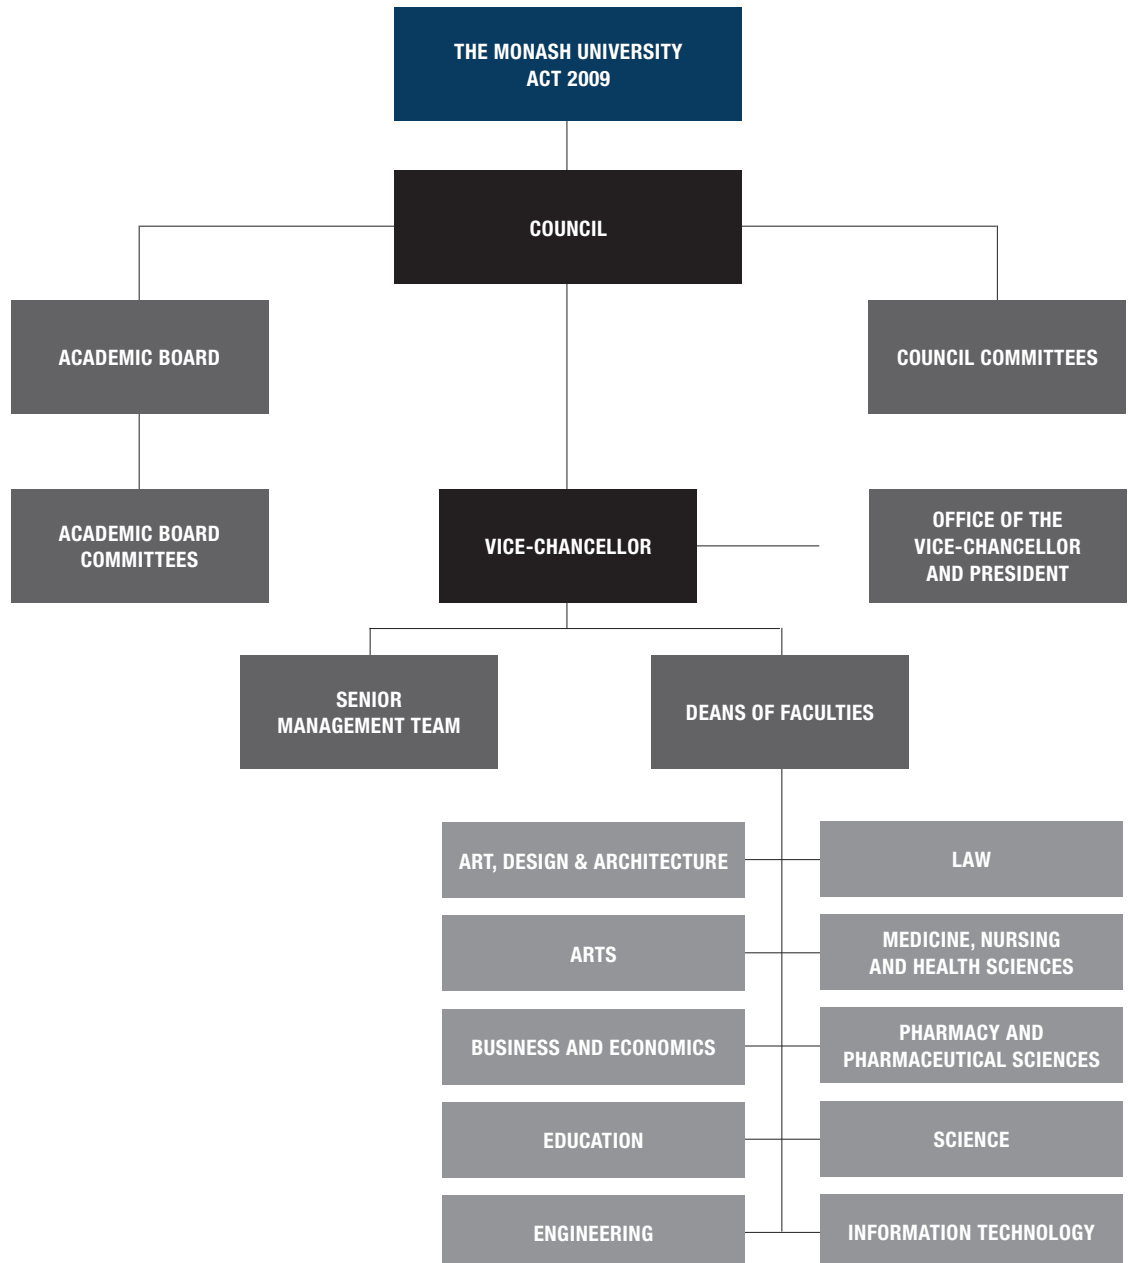 THE MONASH UNIVERSITY
ACT 2009
COUNCIL
ACADEMIC BOARD
COUNCIL COMMITTEES
ACADEMIC BOARD
COMMITTEES
VICE-CHANCELLOR
OFFICE OF THE
VICE-CHANCELLOR
AND PRESIDENT
SENIOR
MANAGEMENT TEAM
DEANS OF FACULTIES
ART, DESIGN & ARCHITECTURE
LAW
ARTS
MEDICINE, NURSING
AND HEALTH SCIENCES
BUSINESS AND ECONOMICS
PHARMACY AND
PHARMACEUTICAL SCIENCES
EDUCATION
SCIENCE
ENGINEERING
INFORMATION TECHNOLOGY